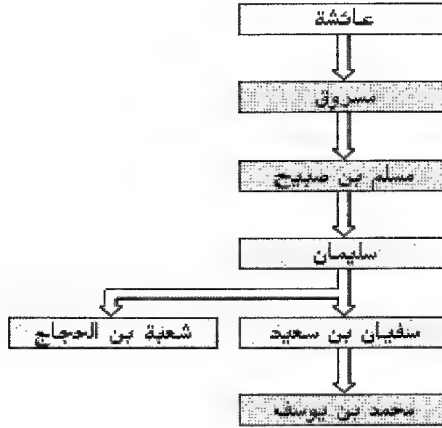 عائشة
مسروق
مسلم بن صبيح
سليمان
شعبة بن الحجاج
سفيان بن سعيد
محمد بن يوسف